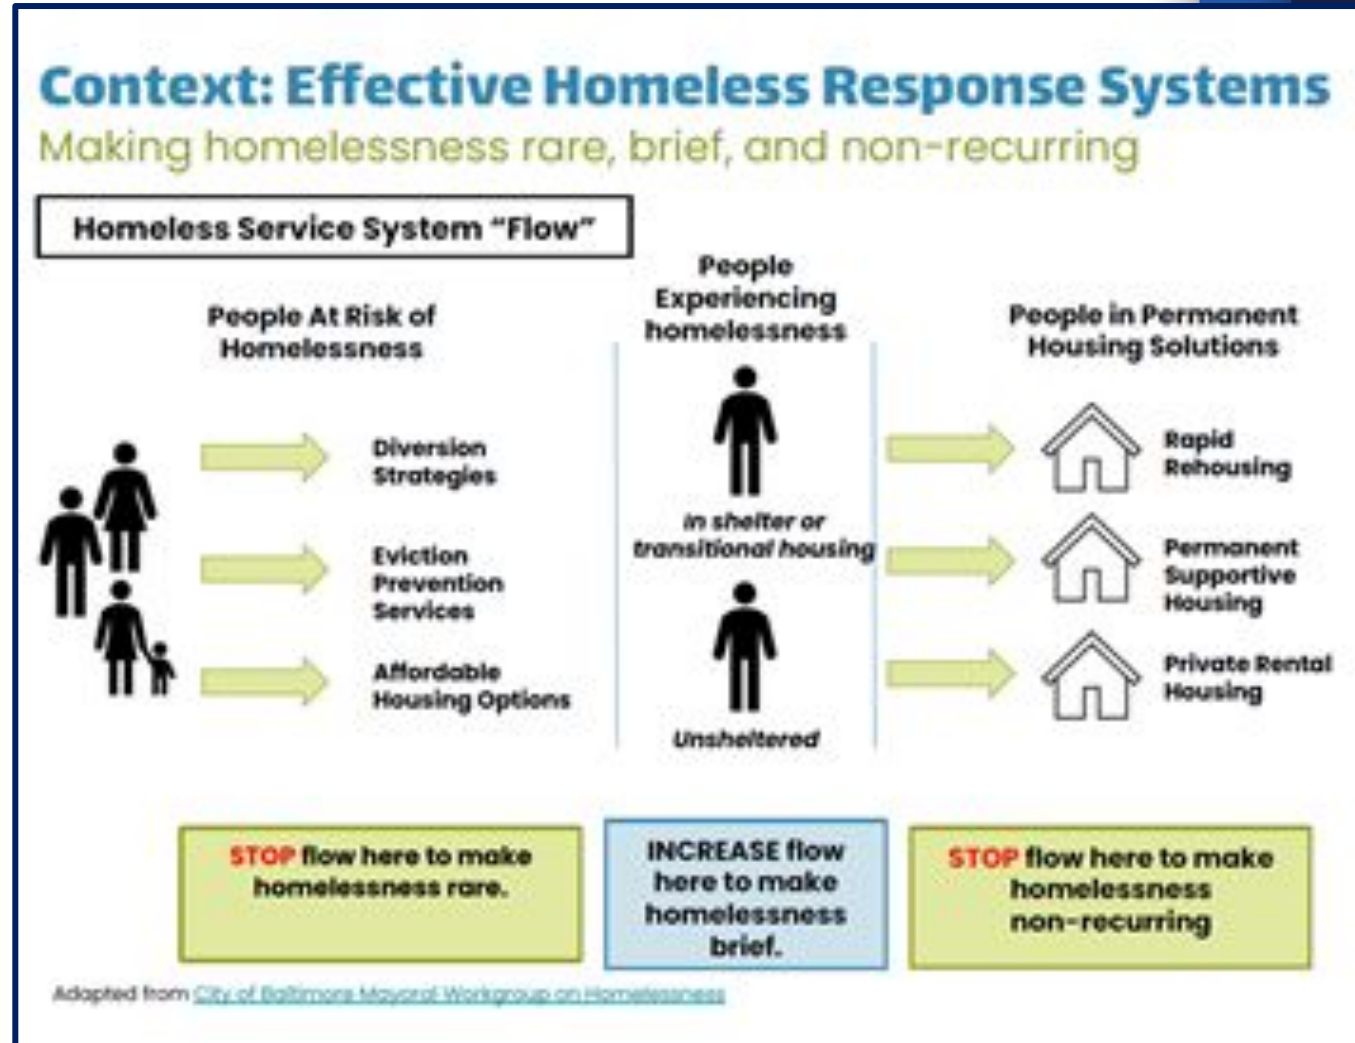 Context: Effective Homeless Response Systems
Making homelessness rare, brief, and non-recurring
Homeless Service System “Flow”
People At Risk of
Homelessness
Diversion
Strategies
Eviction
Prevention
Services
Affordable
Housing Options
People
Experiencing
homelessness
In shelter or
transitional housing
Unsheltered
People in Permanent
Housing Solutions
Rapid
Rehousing
Permanent
Supportive
Housing
Private Rental
Housing
STOP flow here to make
homelessness rare.
INCREASE flow
here to make
homelessness
brief.
STOP flow here to make
homelessness
non-recurring
Adapted from City of Baltimore Mayoral Workgroup on Homelessness